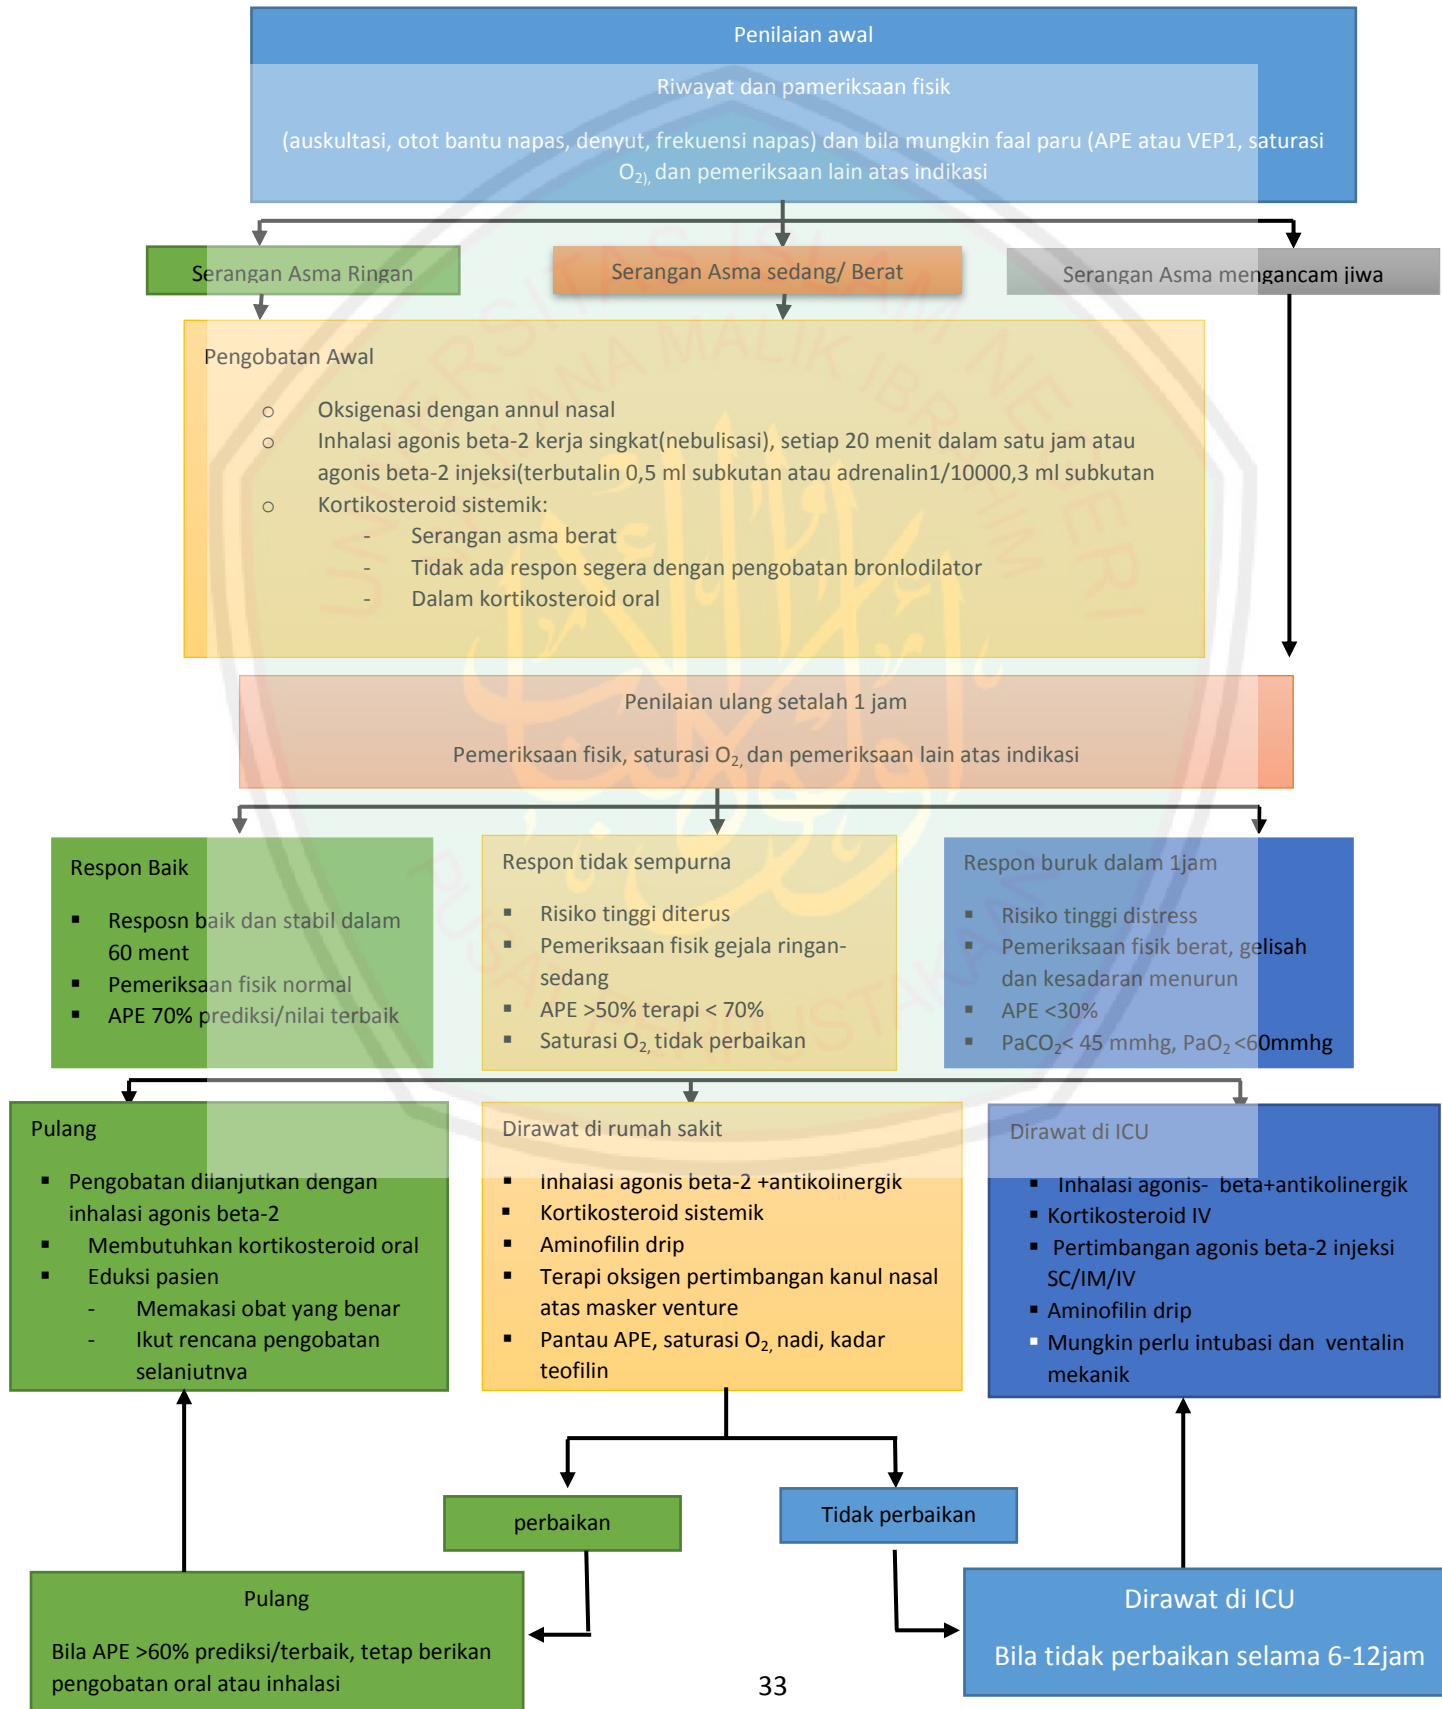 Penilaian awal
Riwayat dan pameriksaan fisik
(auskultasi, otot bantu napas, denyut, frekuensi napas) dan bila mungkin faal paru (APE atau VEP1, saturasi
O2), dan pemeriksaan lain atas indikasi
Serangan Asma Ringan
Serangan Asma sedang/ Berat
Serangan Asma mengancam jiwa
Pengobatan Awal
o Oksigenasi dengan annul nasal
o Inhalasi agonis beta-2 kerja singkat(nebulisasi), setiap 20 menit dalam satu jam atau
agonis beta-2 injeksi(terbutalin 0,5 ml subkutan atau adrenalin1/10000,3 ml subkutan
o Kortikosteroid sistemik:
- Serangan asma berat
- Tidak ada respon segera dengan pengobatan bronlodilator
- Dalam kortikosteroid oral
Penilaian ulang setalah 1 jam
Pemeriksaan fisik, saturasi O2, dan pemeriksaan lain atas indikasi
Respon Baik
▪ Resposn baik dan stabil dalam
60 ment
▪ Pemeriksaan fisik normal
▪ APE 70% prediksi/nilai terbaik
Respon tidak sempurna
▪ Risiko tinggi diterus
▪ Pemeriksaan fisik gejala ringan-
sedang
▪ APE >50% terapi < 70%
▪ Saturasi O2, tidak perbaikan
Respon buruk dalam 1jam
▪ Risiko tinggi distress
▪ Pemeriksaan fisik berat, gelisah
dan kesadaran menurun
▪ APE <30%
▪ PaCO2< 45 mmhg, PaO2 <60mmhg
Pulang
▪ Pengobatan dilanjutkan dengan
inhalasi agonis beta-2
▪ Membutuhkan kortikosteroid oral
▪ Eduksi pasien
- Memakasi obat yang benar
- Ikut rencana pengobatan
selanjutnya
Dirawat di rumah sakit
▪ Inhalasi agonis beta-2 +antikolinergik
▪ Kortikosteroid sistemik
▪ Aminofilin drip
▪ Terapi oksigen pertimbangan kanul nasal
atas masker venture
▪ Pantau APE, saturasi O2, nadi, kadar
teofilin
Dirawat di ICU
▪ Inhalasi agonis- beta+antikolinergik
▪ Kortikosteroid IV
▪ Pertimbangan agonis beta-2 injeksi
SC/IM/IV
▪ Aminofilin drip
▪ Mungkin perlu intubasi dan ventalin
mekanik
perbaikan
Tidak perbaikan
Pulang
Bila APE >60% prediksi/terbaik, tetap berikan
pengobatan oral atau inhalasi
Dirawat di ICU
Bila tidak perbaikan selama 6-12jam
33
UNIVERSITAS ISLAM NEGERI
MAULANA MALIK IBRAHIM
PUSAT PERPUSTAKAAN